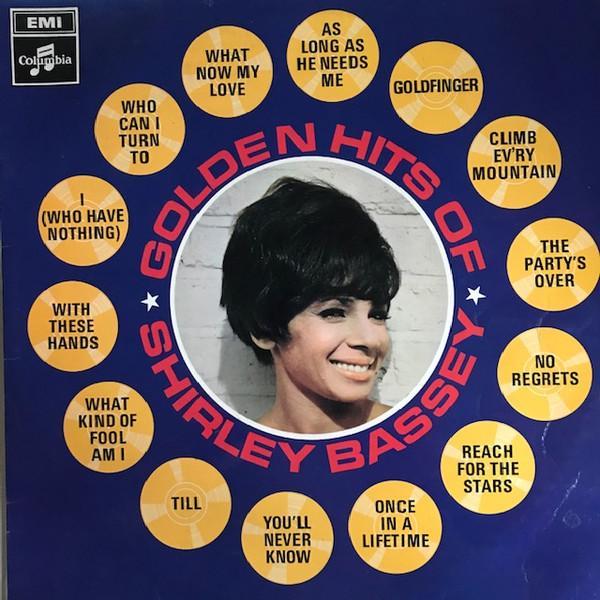 EMI
Columbia
GOLDEN HITS OF
SHIRLEY BASSEY
AS
LONG AS
HE NEEDS
ME
GOLDFINGER
CLIMB
EV'RY
MOUNTAIN
THE
PARTY'S
OVER
NO
REGRETS
REACH
FOR THE
STARS
ONCE
IN A
LIFETIME
YOU'LL
NEVER
KNOW
TILL
WHAT
KIND OF
FOOL
AM I
WITH
THESE
HANDS
I
(WHO HAVE
NOTHING)
WHO
CAN I
TURN
TO
WHAT
NOW MY
LOVE